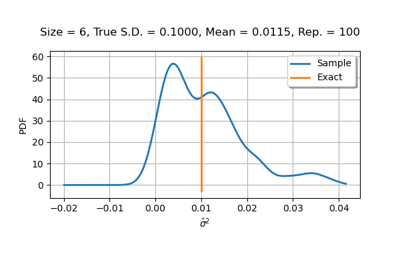 Size = 6, True S.D. = 0.1000, Mean = 0.0115, Rep. = 100
60
50
40
30
20
10
0
PDF
Sample
Exact
−0.02 −0.01 0.00 0.01 0.02 0.03 0.04
σ̂²